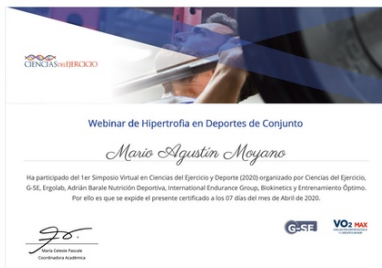 CIENCIAS DEL EJERCICIO
Webinar de Hipertrofia en Deportes de Conjunto
Mario Agustín Moyano
Ha participado del 1er Simposio Virtual en Ciencias del Ejercicio y Deporte (2020) organizado por Ciencias del Ejercicio,
G-SE, Ergolab, Adrián Barale Nutrición Deportiva, International Endurance Group, Biokinetics y Entrenamiento Óptimo.
Por ello es que se expide el presente certificado a los 07 días del mes de Abril de 2020.
G-SE
VO2 MAX
María Celeste Pascale
Coordinadora Académica